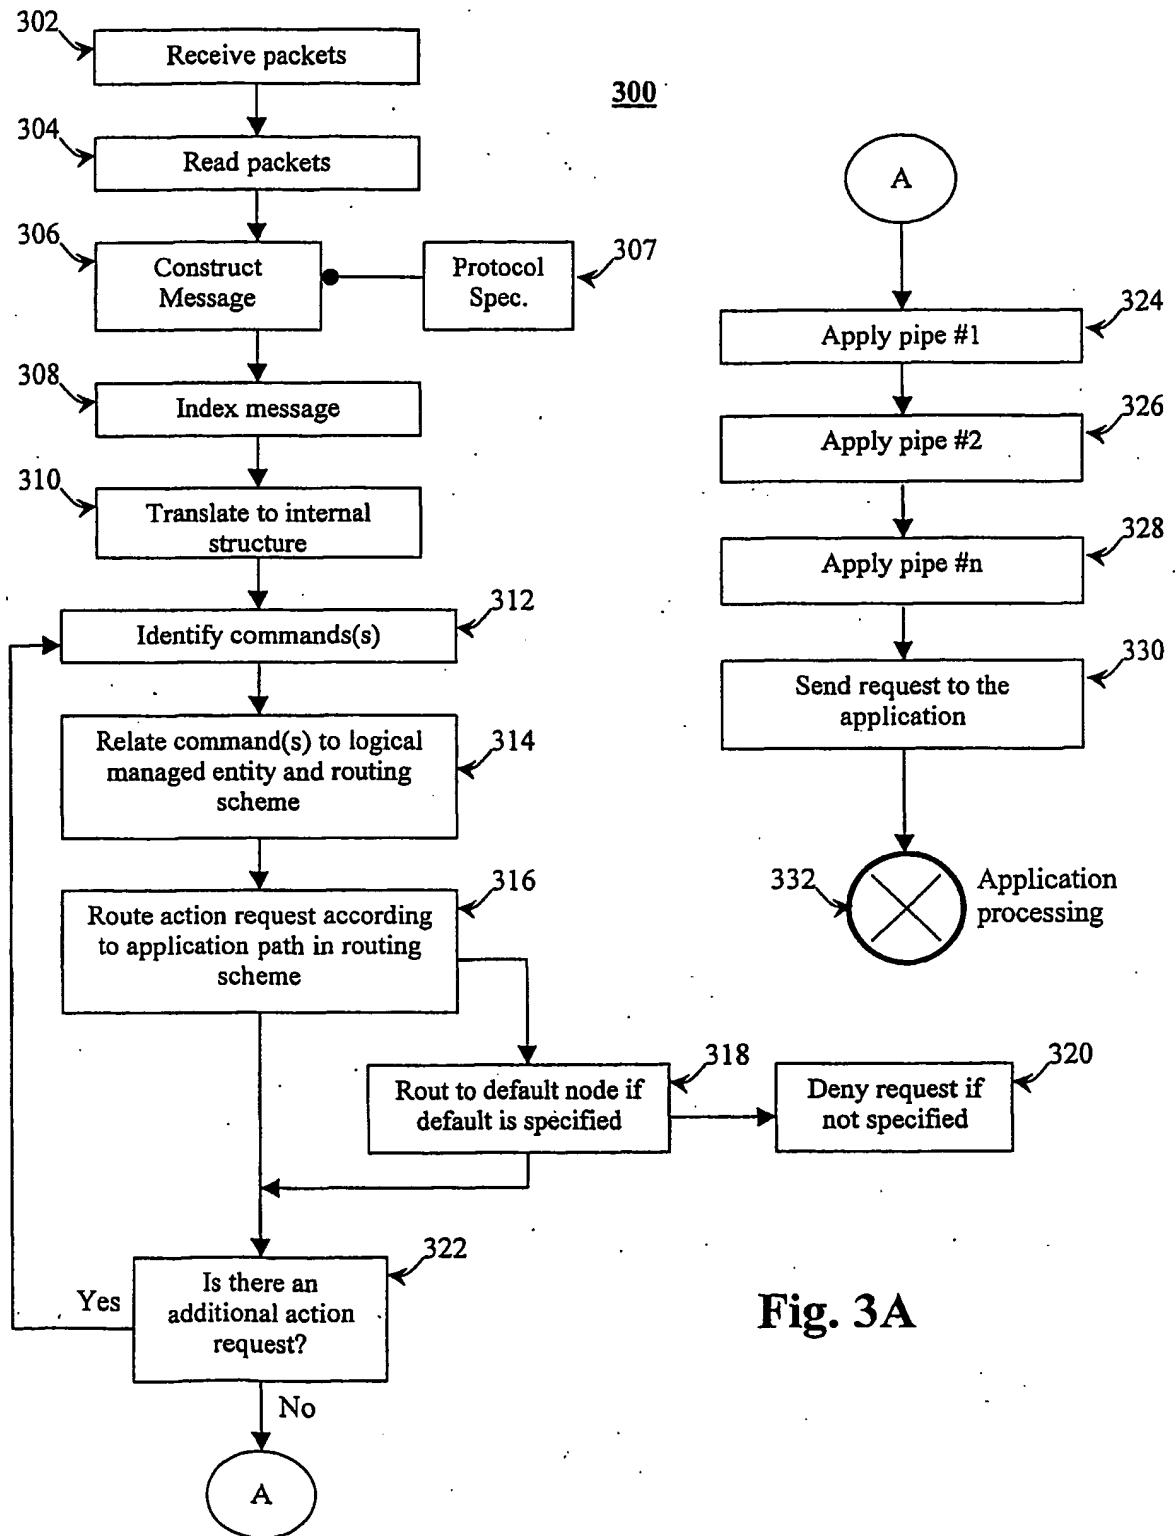 302
Receive packets
300
304
Read packets
306
Construct
Message
Protocol
Spec.
307
308
Index message
310
Translate to internal
structure
Identify commands(s)
312
Relate command(s) to logical
managed entity and routing
scheme
314
Route action request according
to application path in routing
scheme
316
Rout to default node if
default is specified
318
Deny request if
not specified
320
Is there an
additional action
request?
322
Yes
No
A
A
Apply pipe #1
324
Apply pipe #2
326
Apply pipe #n
328
Send request to the
application
330
332
Application
processing
Fig. 3A